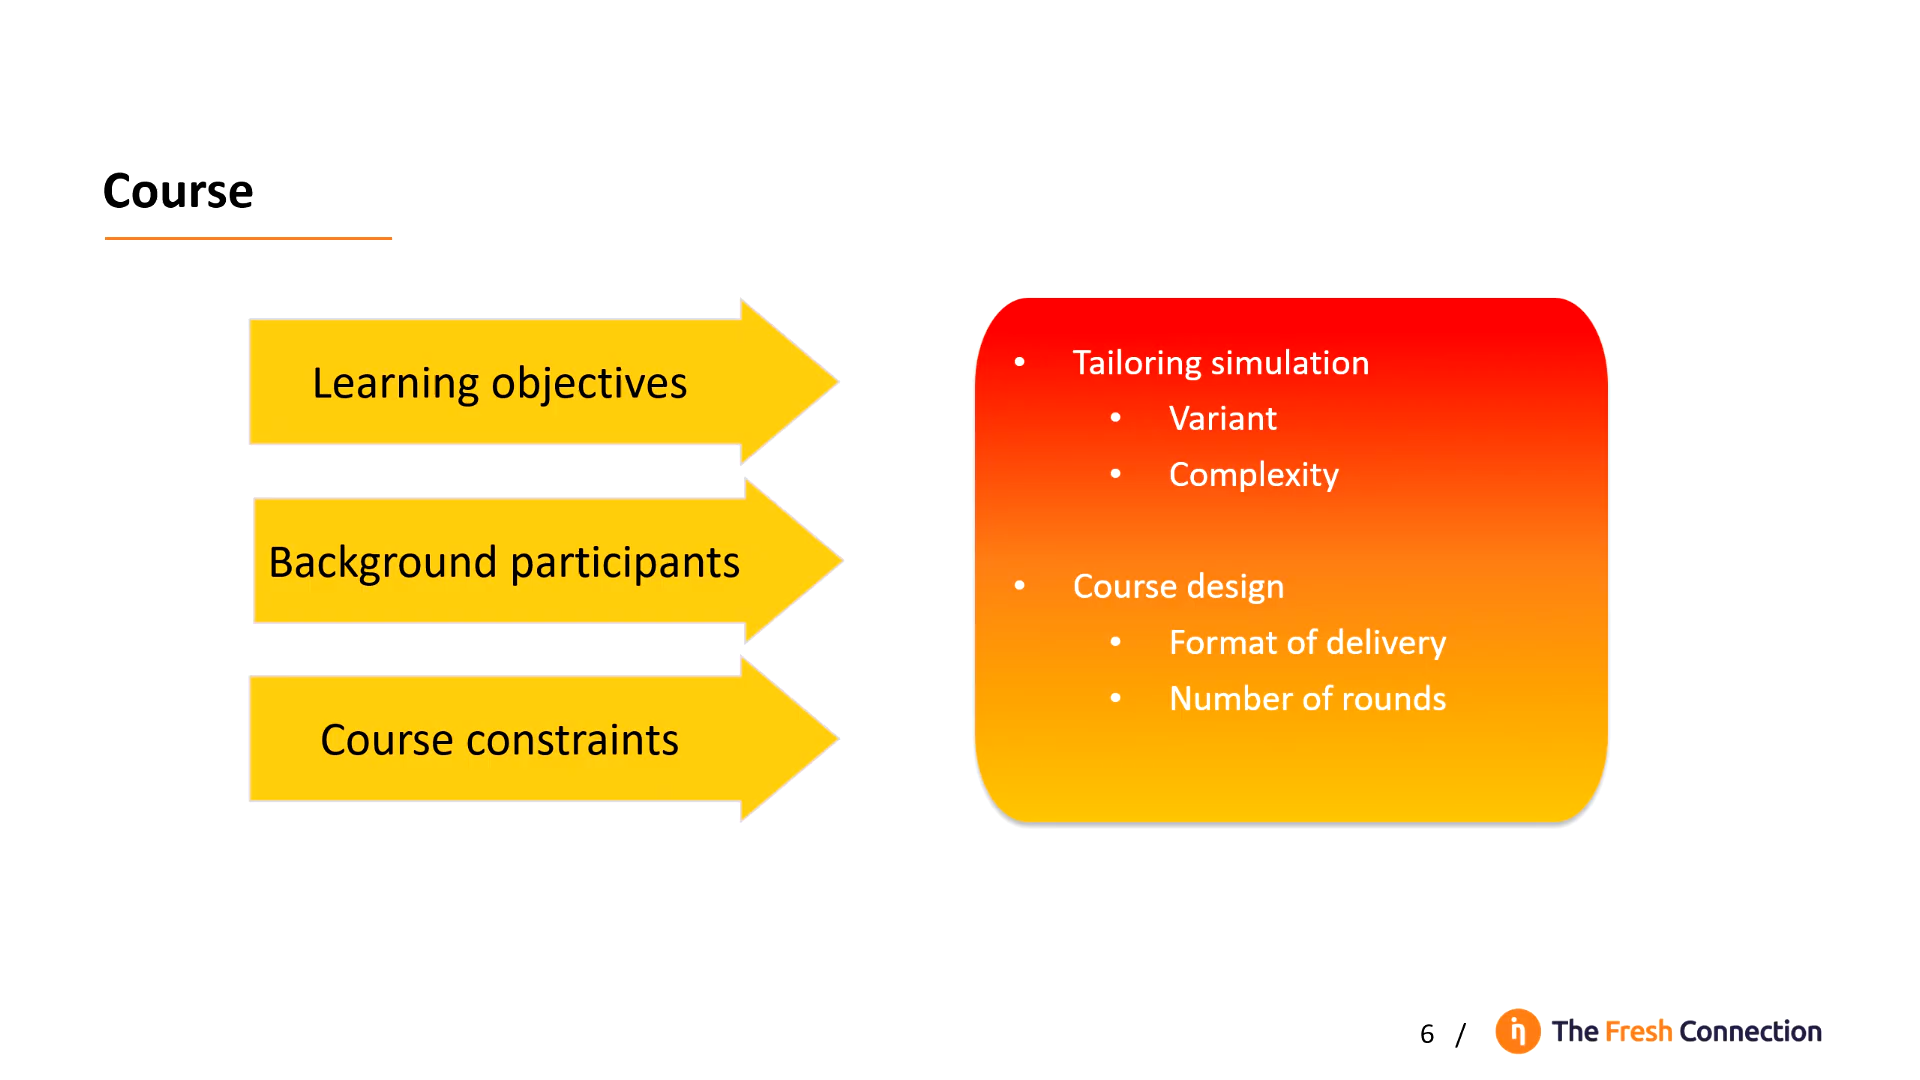 Course
Learning objectives
Background participants
Course constraints
• Tailoring simulation
• Variant
• Complexity
• Course design
• Format of delivery
• Number of rounds
6 /
The Fresh Connection